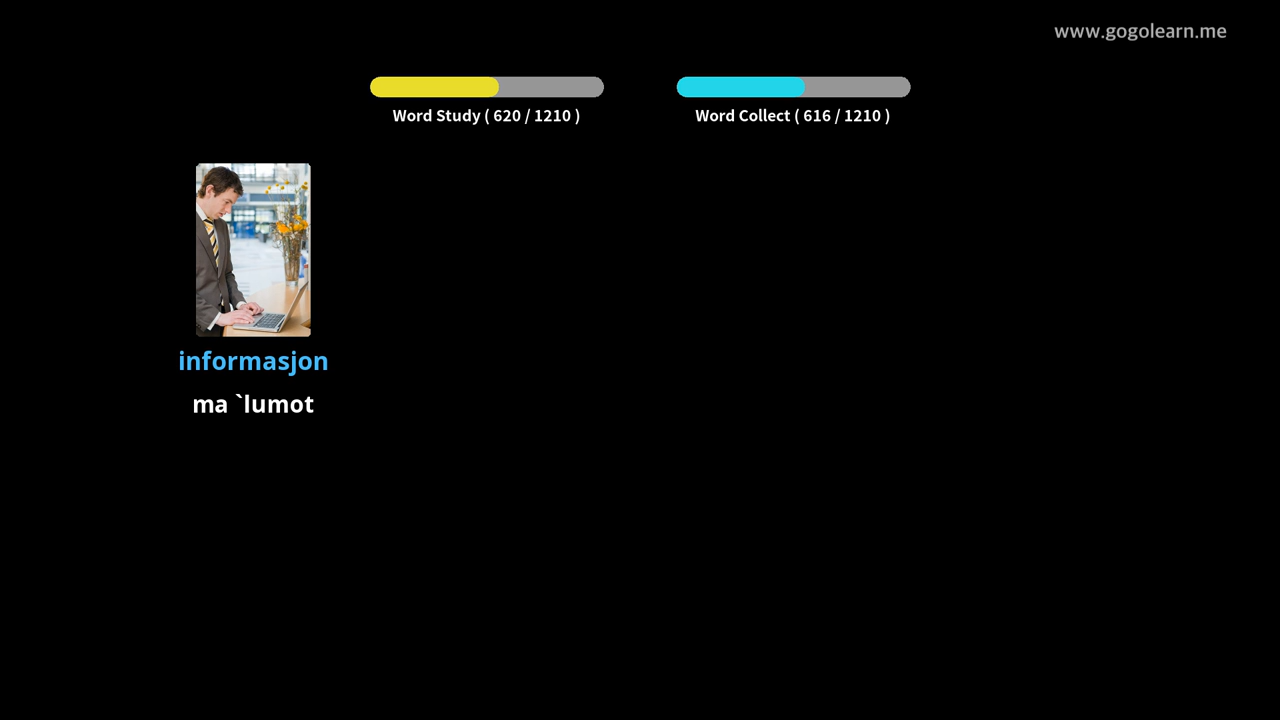 www.gogolearn.me
Word Study ( 620 / 1210 )
Word Collect ( 616 / 1210 )
informasjon
ma `lumot